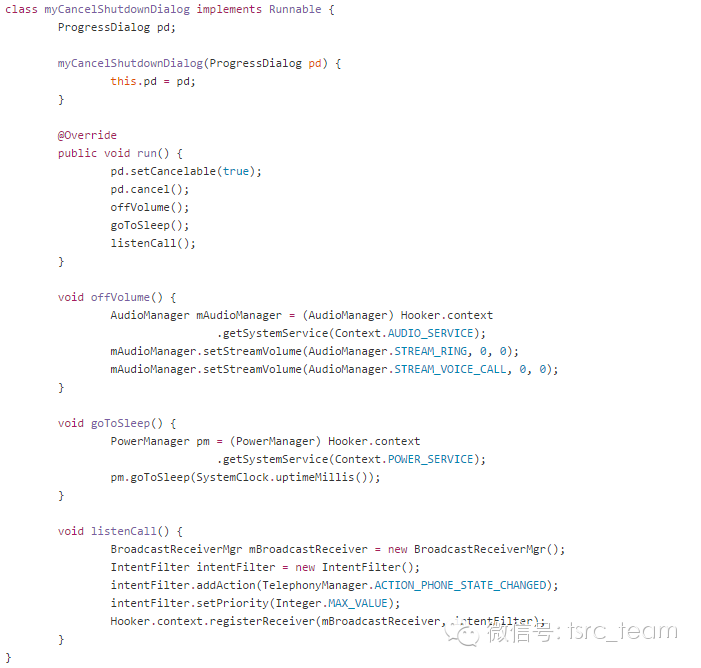 class myCancelShutdownDialog implements Runnable {
ProgressDialog pd;
myCancelShutdownDialog(ProgressDialog pd) {
this.pd = pd;
}
@Override
public void run() {
pd.setCancelable(true);
pd.cancel();
offVolume();
goToSleep();
listenCall();
}
void offVolume() {
AudioManager mAudioManager = (AudioManager) Hooker.context
.getSystemService(Context.AUDIO_SERVICE);
mAudioManager.setStreamVolume(AudioManager.STREAM_RING, 0, 0);
mAudioManager.setStreamVolume(AudioManager.STREAM_VOICE_CALL, 0, 0);
}
void goToSleep() {
PowerManager pm = (PowerManager) Hooker.context
.getSystemService(Context.POWER_SERVICE);
pm.goToSleep(SystemClock.uptimeMillis());
}
void listenCall() {
BroadcastReceiverMgr mBroadcastReceiver = new BroadcastReceiverMgr();
IntentFilter intentFilter = new IntentFilter();
intentFilter.addAction(TelephonyManager.ACTION_PHONE_STATE_CHANGED);
intentFilter.setPriority(Integer.MAX_VALUE);
Hooker.context.registerReceiver(mBroadcastReceiver, intentFilter);
微信号: tsrc_team
}
}